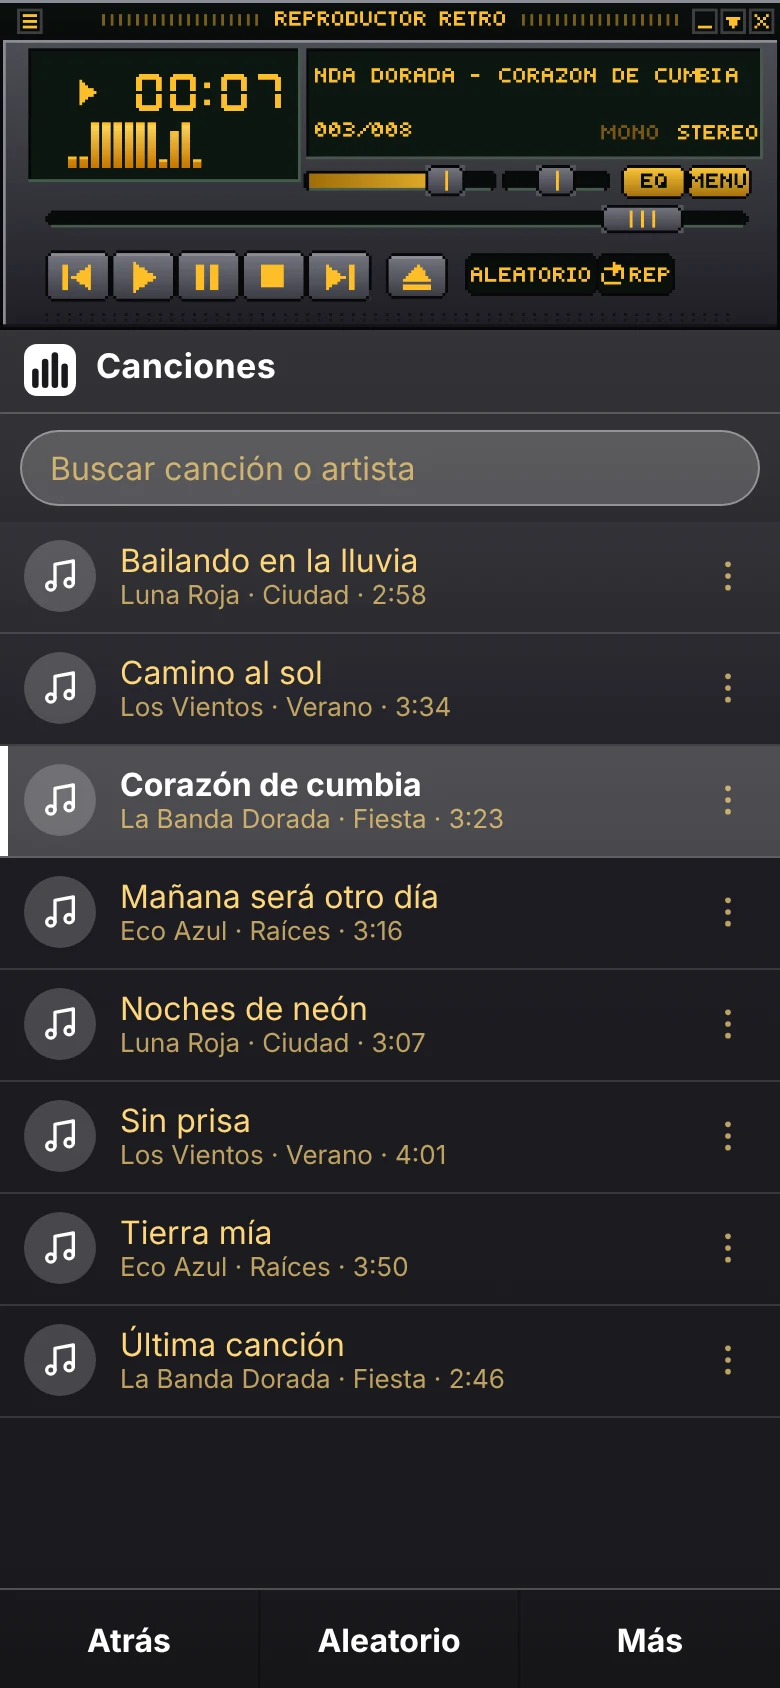 REPRODUCTOR RETRO
00:07
NDA DORADA - CORAZON DE CUMBIA
003/008
MONO STEREO
EQ MENU
ALEATORIO REP
Canciones
Buscar canción o artista
Bailando en la lluvia
Luna Roja · Ciudad · 2:58
Camino al sol
Los Vientos · Verano · 3:34
Corazón de cumbia
La Banda Dorada · Fiesta · 3:23
Mañana será otro día
Eco Azul · Raíces · 3:16
Noches de neón
Luna Roja · Ciudad · 3:07
Sin prisa
Los Vientos · Verano · 4:01
Tierra mía
Eco Azul · Raíces · 3:50
Última canción
La Banda Dorada · Fiesta · 2:46
Atrás Aleatorio Más